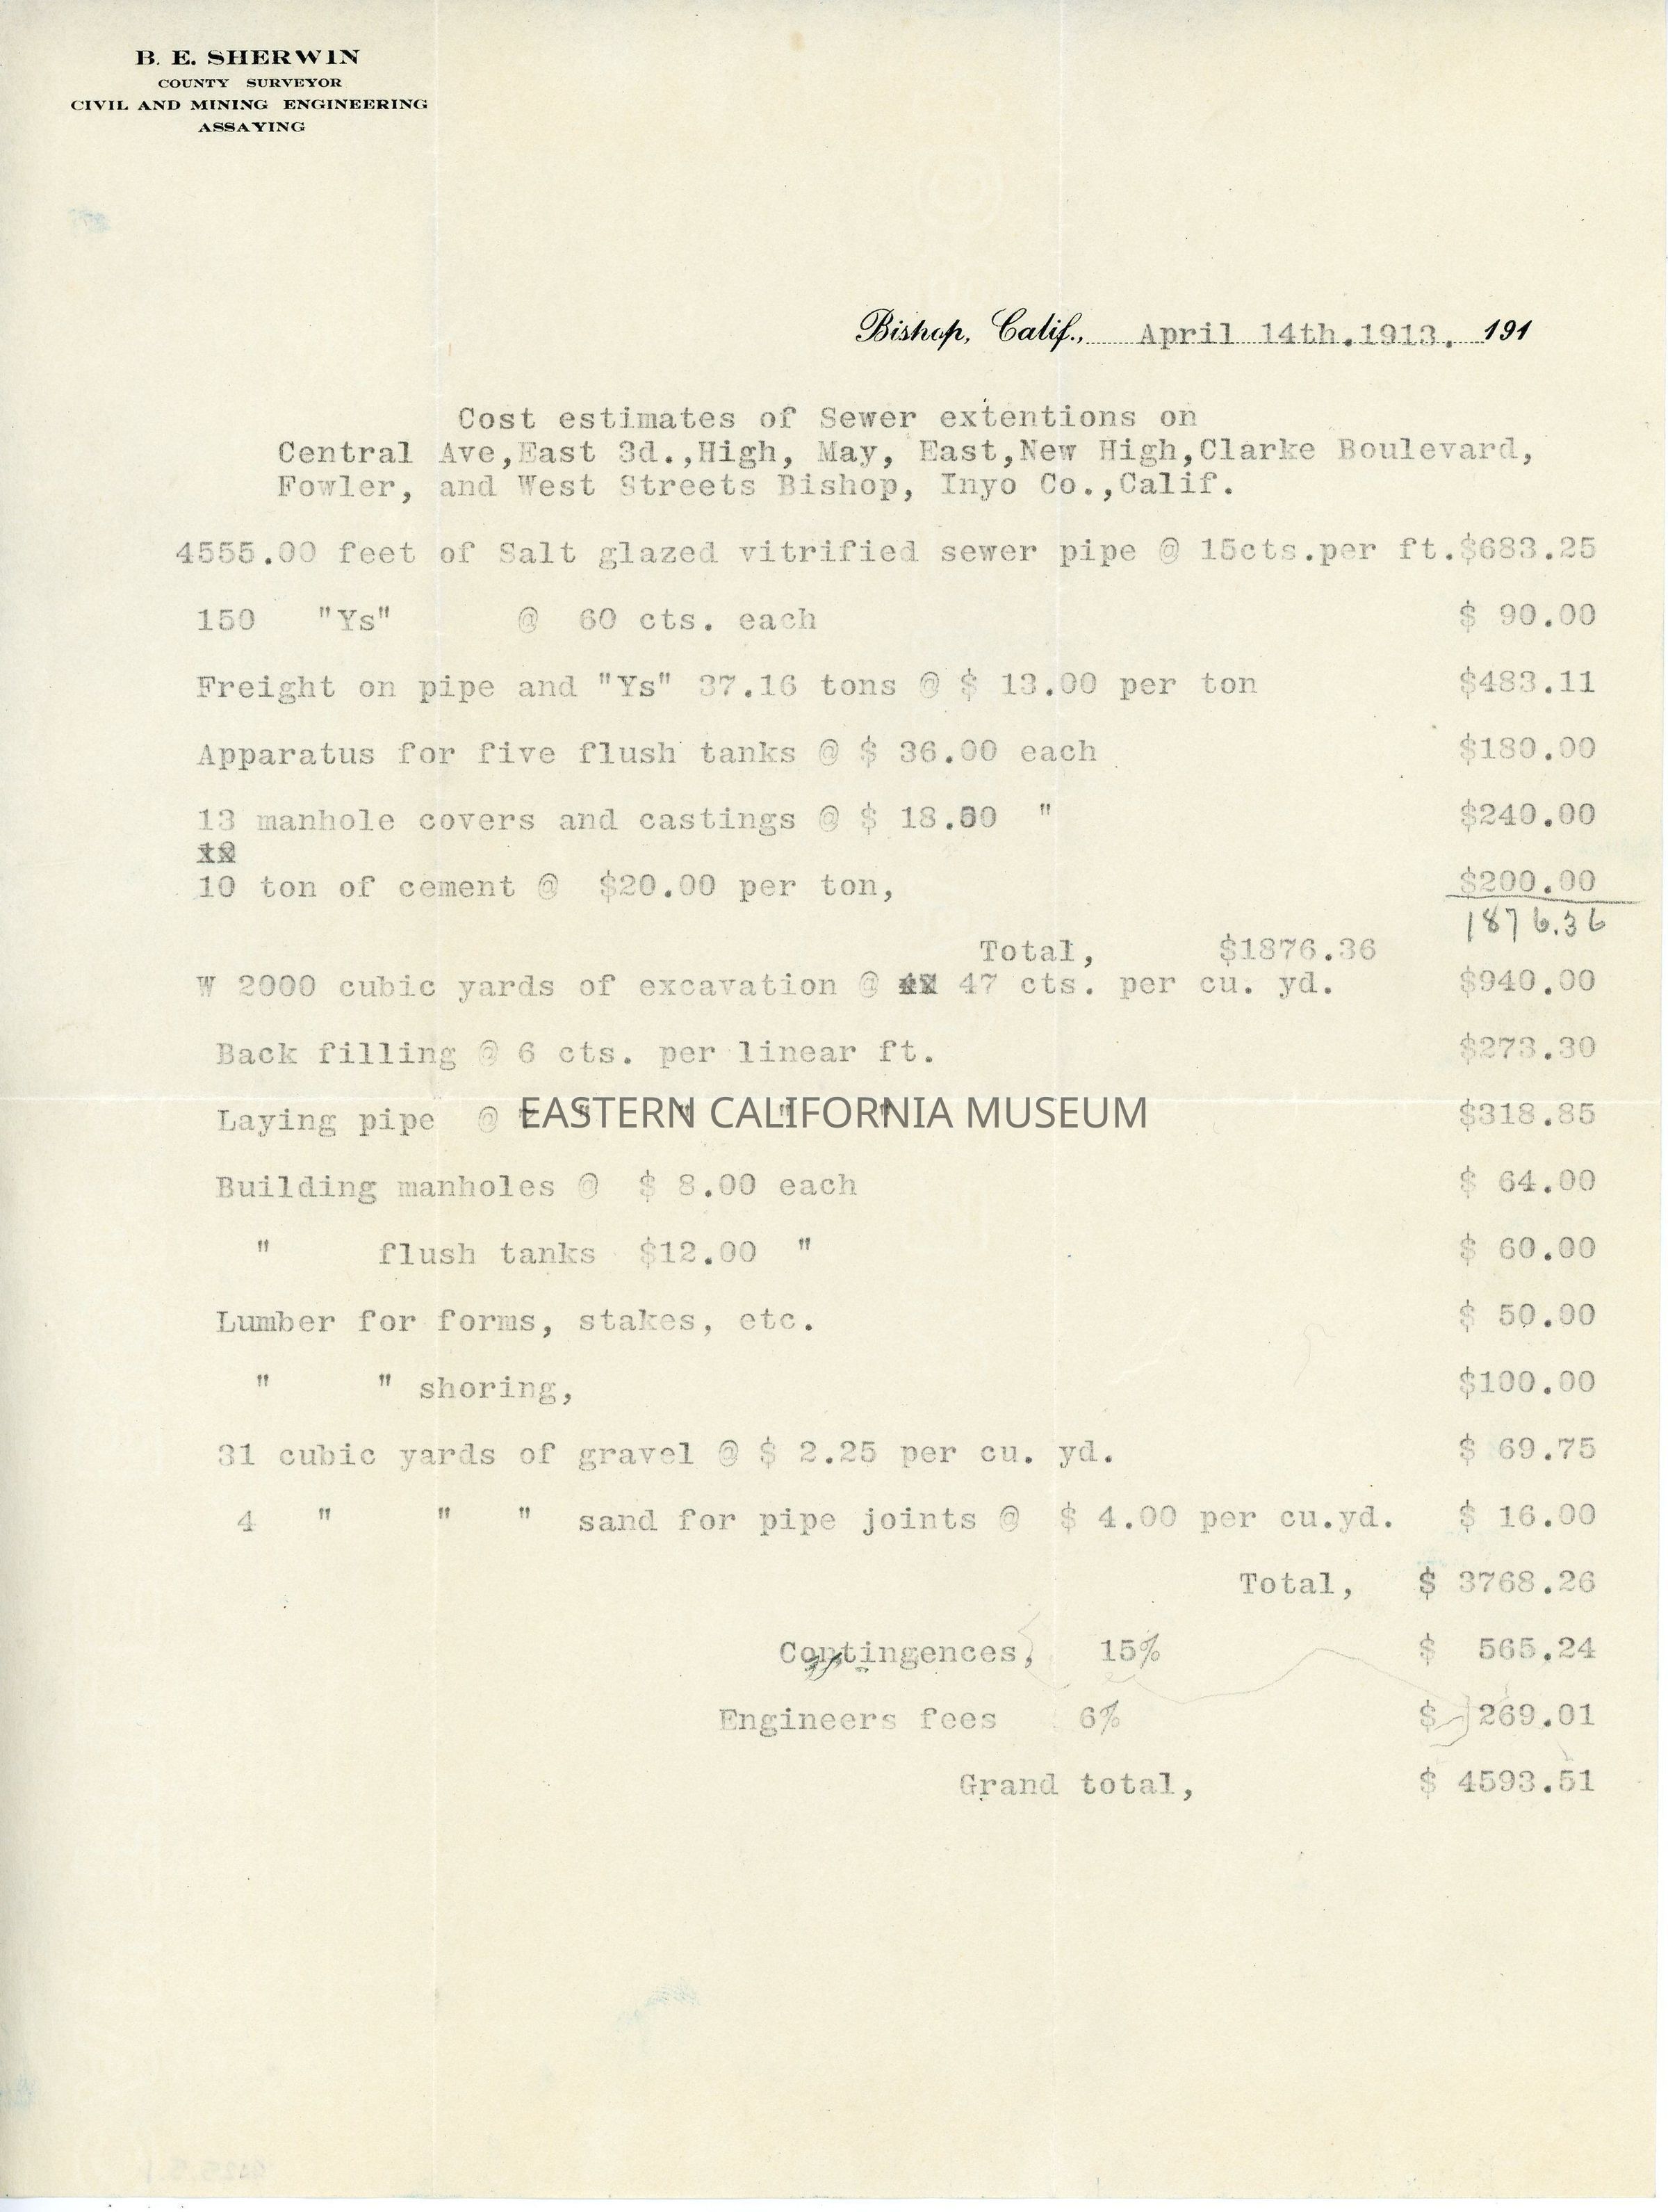 B. E. SHERWIN
COUNTY SURVEYOR
CIVIL AND MINING ENGINEERING
ASSAYING
Bishop, Calif., April 14th.1913. 191
Cost estimates of Sewer extentions on
Central Ave,East 3d.,High, May, East,New High,Clarke Boulevard,
Fowler, and West Streets Bishop, Inyo Co.,Calif.
4555.00 feet of Salt glazed vitrified sewer pipe @ 15cts.per ft.$683.25
150 "Ys" @ 60 cts. each $ 90.00
Freight on pipe and "Ys" 37.16 tons @ $ 13.00 per ton $483.11
Apparatus for five flush tanks @ $ 36.00 each $180.00
13 manhole covers and castings @ $ 18.50 " $240.00
10 ton of cement @ $20.00 per ton, $200.00
1876.36
Total, $1876.36
W 2000 cubic yards of excavation @ 47 cts. per cu. yd. $940.00
Back filling @ 6 cts. per linear ft. $273.30
Laying pipe @ 7 " " " " $318.85
EASTERN CALIFORNIA MUSEUM
Building manholes @ $ 8.00 each $ 64.00
" flush tanks $12.00 " $ 60.00
Lumber for forms, stakes, etc. $ 50.00
" " shoring, $100.00
31 cubic yards of gravel @ $ 2.25 per cu. yd. $ 69.75
4 " " " sand for pipe joints @ $ 4.00 per cu.yd. $ 16.00
Total, $ 3768.26
Contingences, 15% $ 565.24
Engineers fees 6% $ 269.01
Grand total, $ 4593.51